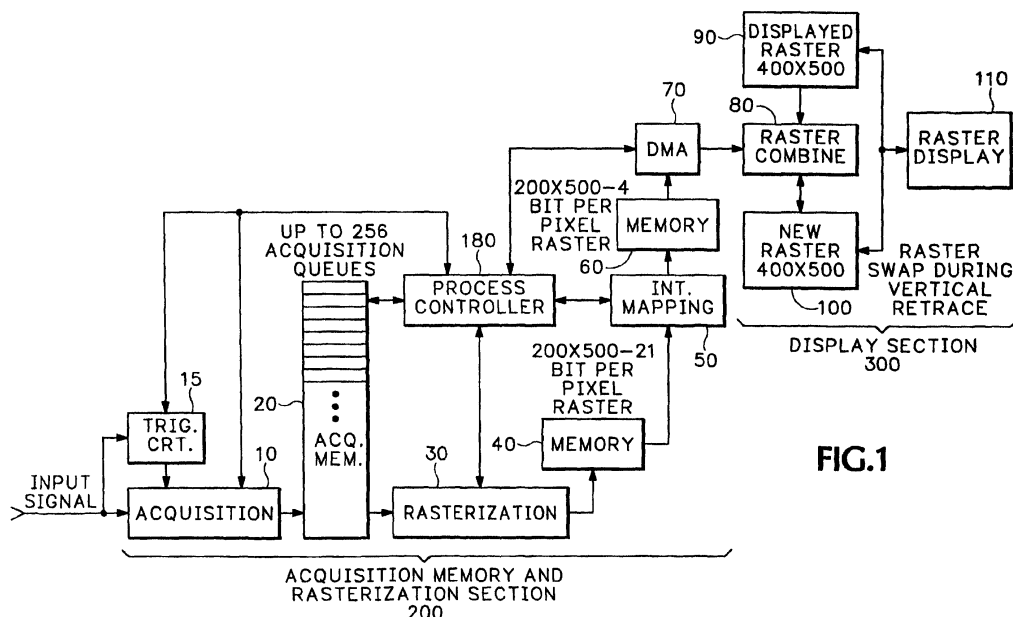 90
DISPLAYED
RASTER
400X500
110
RASTER
DISPLAY
70
DMA
80
RASTER
COMBINE
200X500-4
BIT PER
PIXEL
RASTER
MEMORY
60
NEW
RASTER
400X500
100
RASTER
SWAP DURING
VERTICAL
RETRACE
DISPLAY SECTION
300
UP TO 256
ACQUISITION
QUEUES
180
PROCESS
CONTROLLER
INT.
MAPPING
50
200X500-21
BIT PER
PIXEL
RASTER
40
MEMORY
15
TRIG.
CRT.
20
ACQ.
MEM.
10
INPUT
SIGNAL
ACQUISITION
30
RASTERIZATION
FIG.1
ACQUISITION MEMORY AND
RASTERIZATION SECTION
200